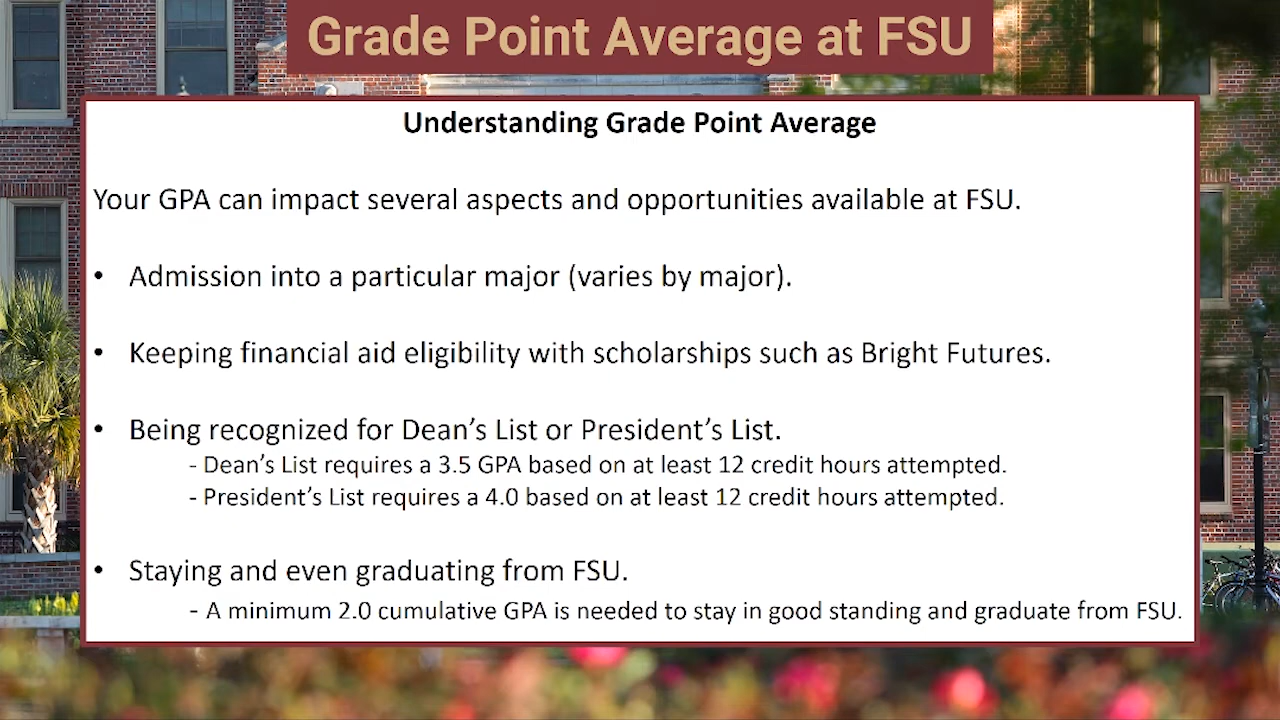 Grade Point Average at FSU
Understanding Grade Point Average
Your GPA can impact several aspects and opportunities available at FSU.
• Admission into a particular major (varies by major).
• Keeping financial aid eligibility with scholarships such as Bright Futures.
• Being recognized for Dean’s List or President’s List.
- Dean’s List requires a 3.5 GPA based on at least 12 credit hours attempted.
- President’s List requires a 4.0 based on at least 12 credit hours attempted.
• Staying and even graduating from FSU.
- A minimum 2.0 cumulative GPA is needed to stay in good standing and graduate from FSU.